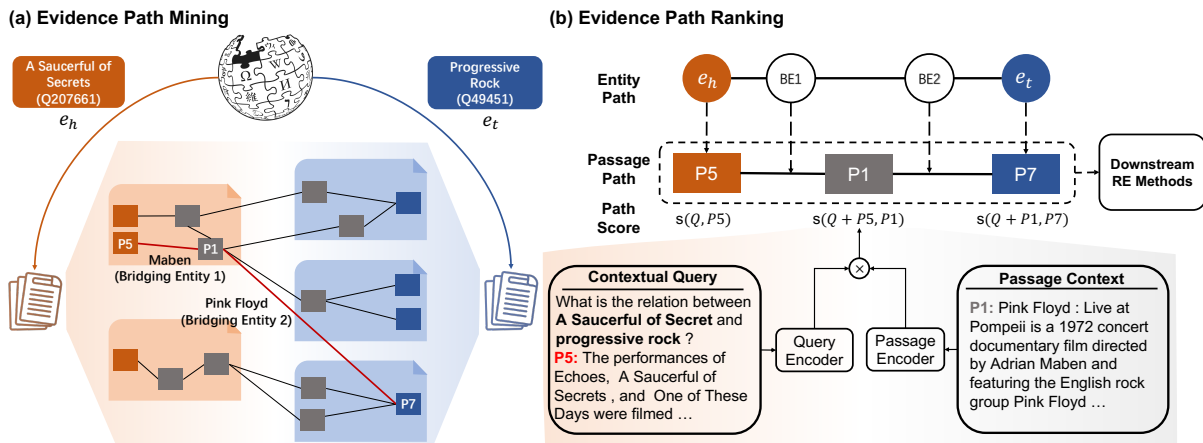 (a) Evidence Path Mining
A Saucerful of
Secrets
(Q207661)
e_h
Progressive
Rock
(Q49451)
e_t
P5
P1
Maben
(Bridging Entity 1)
Pink Floyd
(Bridging Entity 2)
P7
(b) Evidence Path Ranking
Entity
Path
e_h
BE1
BE2
e_t
Passage
Path
P5
P1
P7
Downstream
RE Methods
Path
Score
s(Q, P5)
s(Q + P5, P1)
s(Q + P1, P7)
Contextual Query
What is the relation between
A Saucerful of Secret and
progressive rock ?
P5: The performances of
Echoes, A Saucerful of
Secrets , and One of These
Days were filmed …
Query
Encoder
Passage
Encoder
Passage Context
P1: Pink Floyd : Live at
Pompeii is a 1972 concert
documentary film directed
by Adrian Maben and
featuring the English rock
group Pink Floyd …